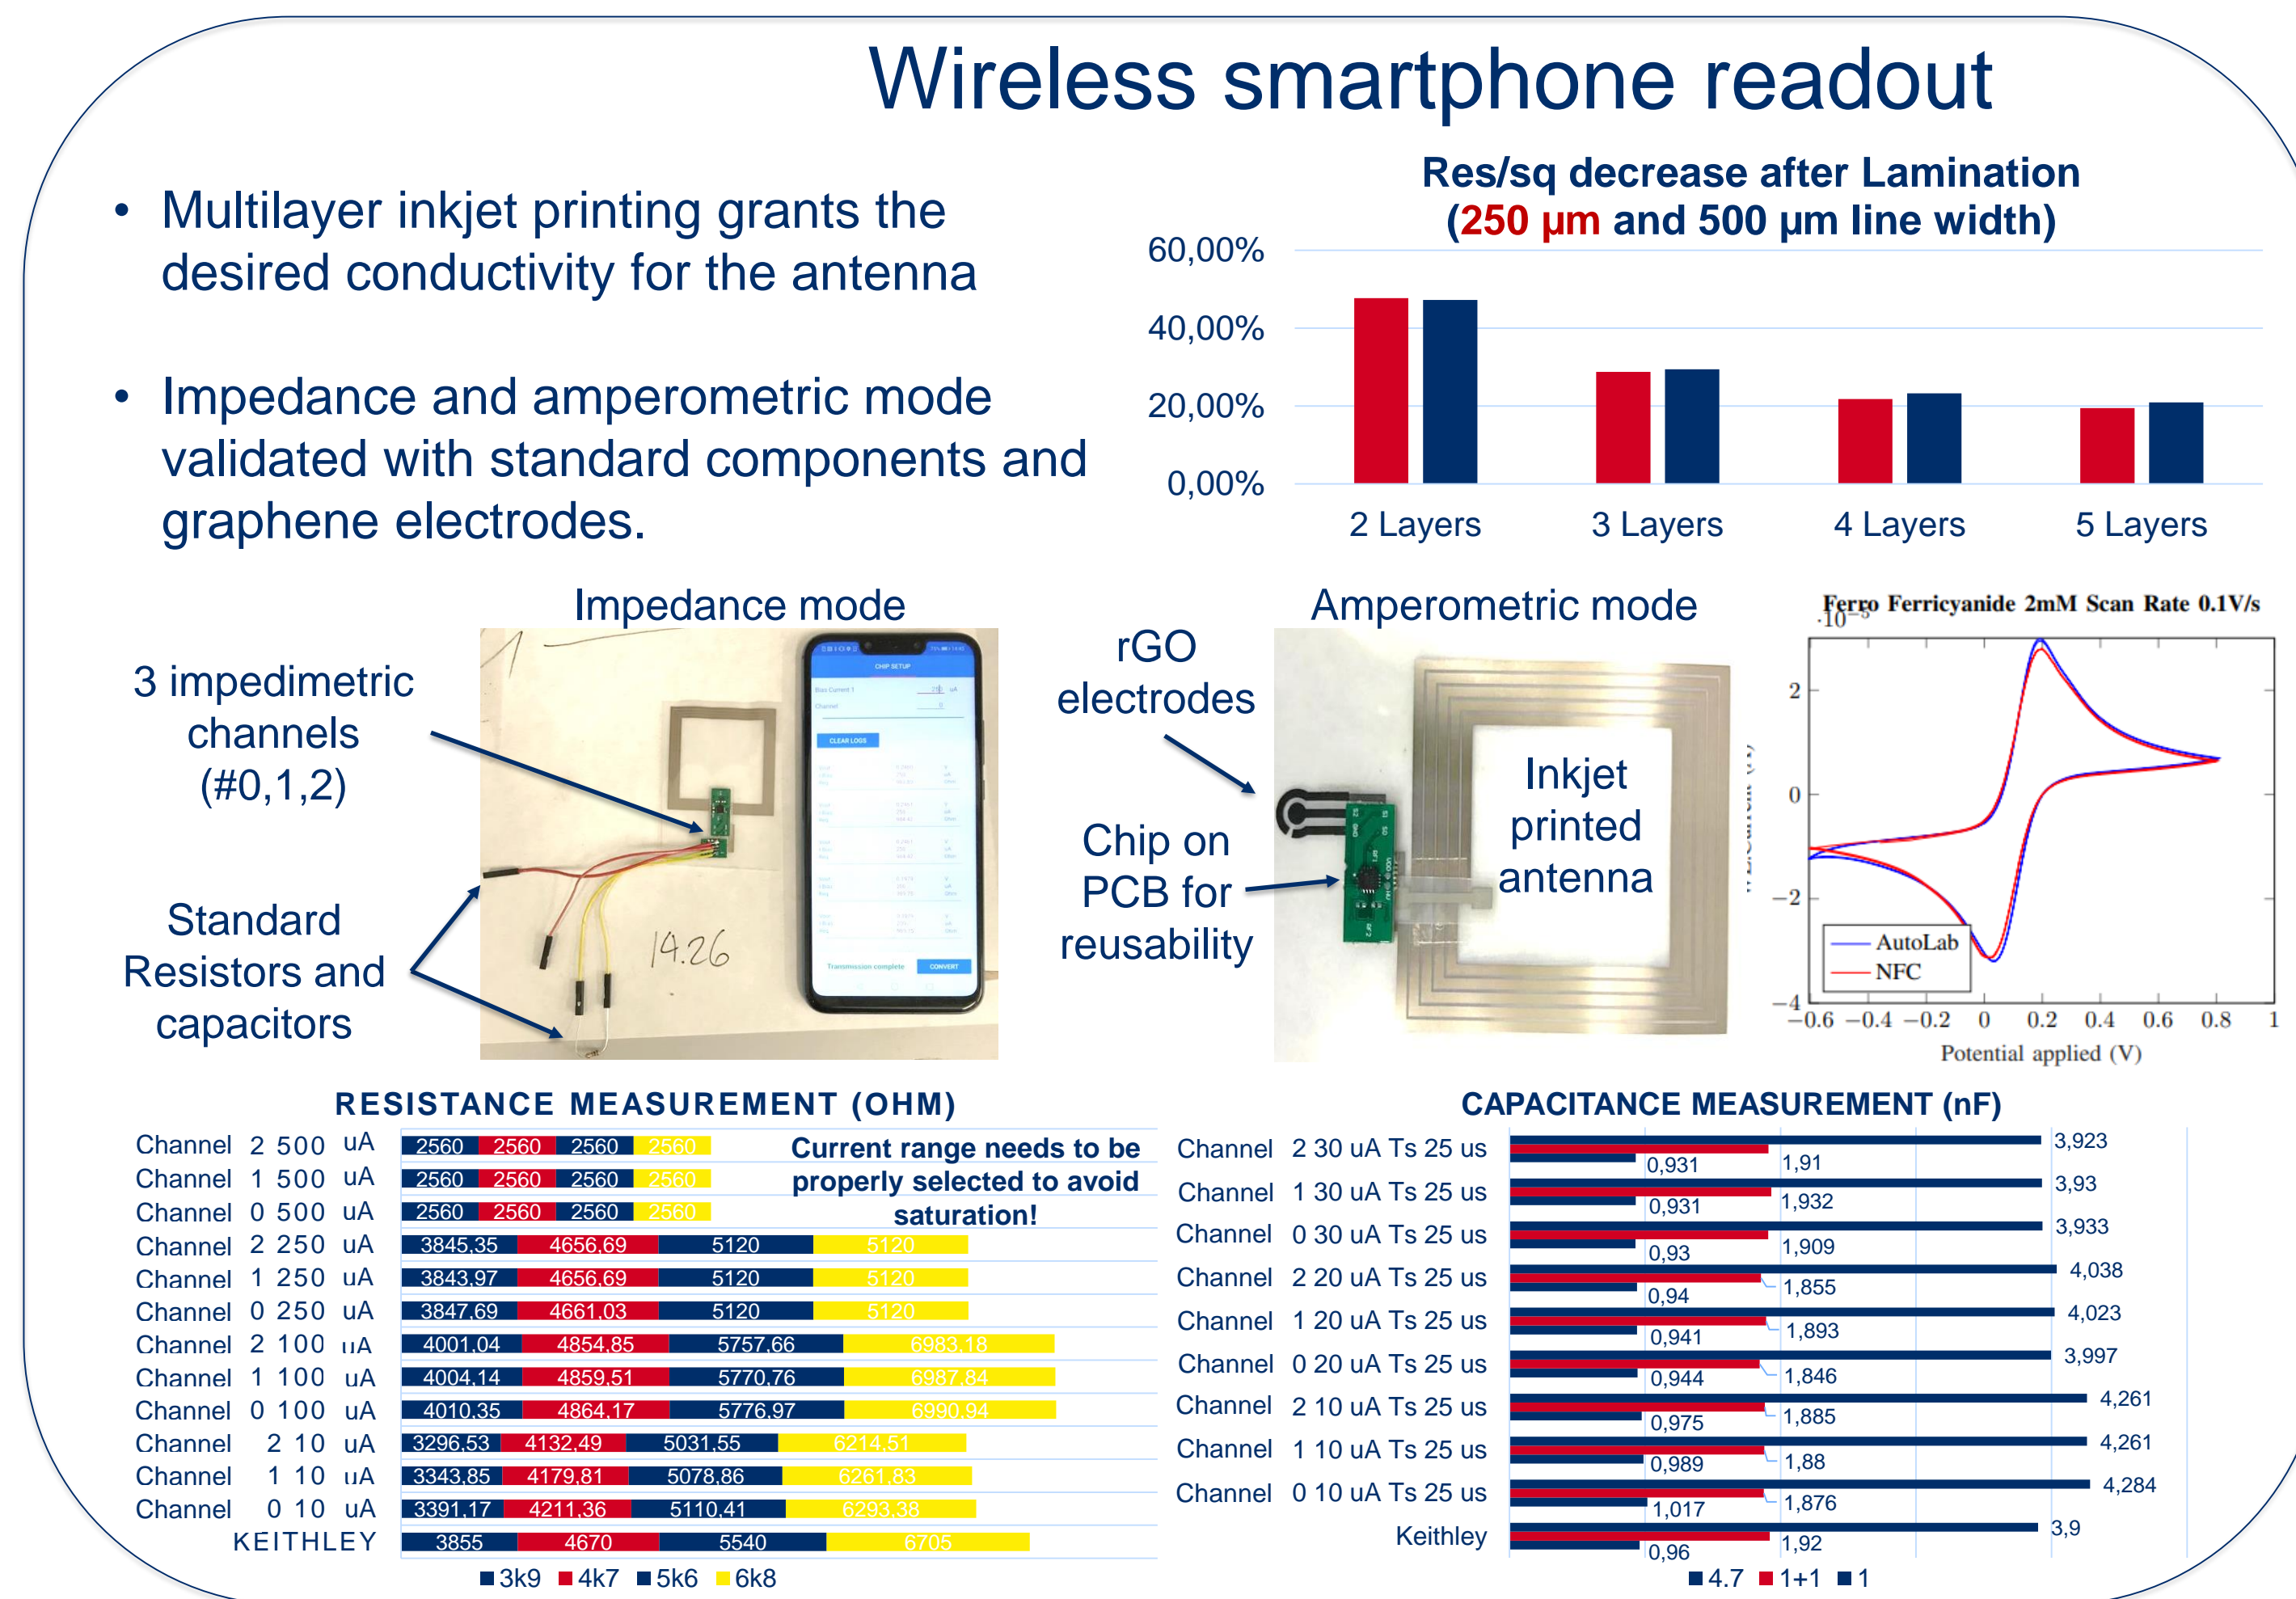 Wireless smartphone readout
• Multilayer inkjet printing grants the
desired conductivity for the antenna
• Impedance and amperometric mode
validated with standard components and
graphene electrodes.
Res/sq decrease after Lamination
(250 µm and 500 µm line width)
60,00%
40,00%
20,00%
0,00%
2 Layers 3 Layers 4 Layers 5 Layers
Impedance mode
3 impedimetric
channels
(#0,1,2)
Standard
Resistors and
capacitors
CHIP SETUP
Bias Current 1 uA
Channel 0
CLEAR LOGS
Transmission complete CONVERT
14.26
Amperometric mode
rGO
electrodes
Chip on
PCB for
reusability
Inkjet
printed
antenna
Ferro Ferricyanide 2mM Scan Rate 0.1V/s
·10−5
2
0
−2
−4
AutoLab
NFC
−0.6 −0.4 −0.2 0 0.2 0.4 0.6 0.8 1
Potential applied (V)
RESISTANCE MEASUREMENT (OHM)
Current range needs to be
properly selected to avoid
saturation!
Channel 2 500 uA 2560 2560 2560 2560
Channel 1 500 uA 2560 2560 2560 2560
Channel 0 500 uA 2560 2560 2560 2560
Channel 2 250 uA 3845,35 4656,69 5120 5120
Channel 1 250 uA 3843,97 4656,69 5120 5120
Channel 0 250 uA 3847,69 4661,03 5120 5120
Channel 2 100 uA 4001,04 4854,85 5757,66 6983,18
Channel 1 100 uA 4004,14 4859,51 5770,76 6987,84
Channel 0 100 uA 4010,35 4864,17 5776,97 6990,94
Channel 2 10 uA 3296,53 4132,49 5031,55 6214,51
Channel 1 10 uA 3343,85 4179,81 5078,86 6261,83
Channel 0 10 uA 3391,17 4211,36 5110,41 6293,38
KEITHLEY 3855 4670 5540 6705
3k9 4k7 5k6 6k8
CAPACITANCE MEASUREMENT (nF)
Channel 2 30 uA Ts 25 us 3,923 1,91 0,931
Channel 1 30 uA Ts 25 us 3,93 1,932 0,931
Channel 0 30 uA Ts 25 us 3,933 1,909 0,93
Channel 2 20 uA Ts 25 us 4,038 1,855 0,94
Channel 1 20 uA Ts 25 us 4,023 1,893 0,941
Channel 0 20 uA Ts 25 us 3,997 1,846 0,944
Channel 2 10 uA Ts 25 us 4,261 1,885 0,975
Channel 1 10 uA Ts 25 us 4,261 1,88 0,989
Channel 0 10 uA Ts 25 us 4,284 1,876 1,017
Keithley 3,9 1,92 0,96
4,7 1+1 1